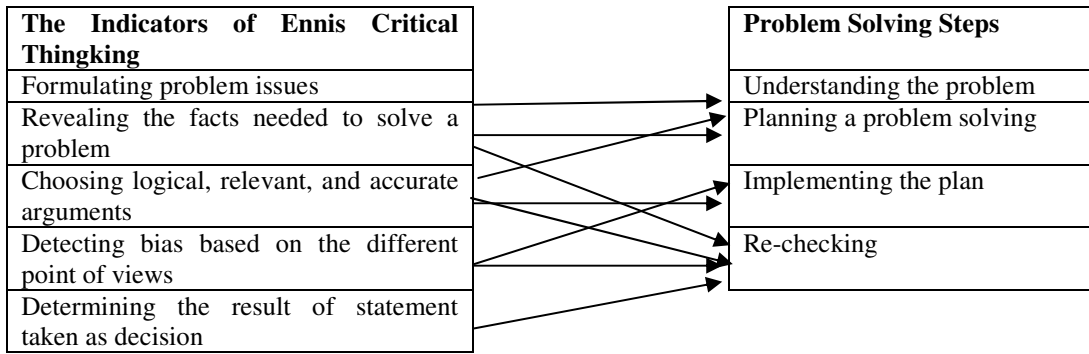 The Indicators of Ennis Critical
Thingking
Formulating problem issues
Revealing the facts needed to solve a
problem
Choosing logical, relevant, and accurate
arguments
Detecting bias based on the different
point of views
Determining the result of statement
taken as decision
Problem Solving Steps
Understanding the problem
Planning a problem solving
Implementing the plan
Re-checking